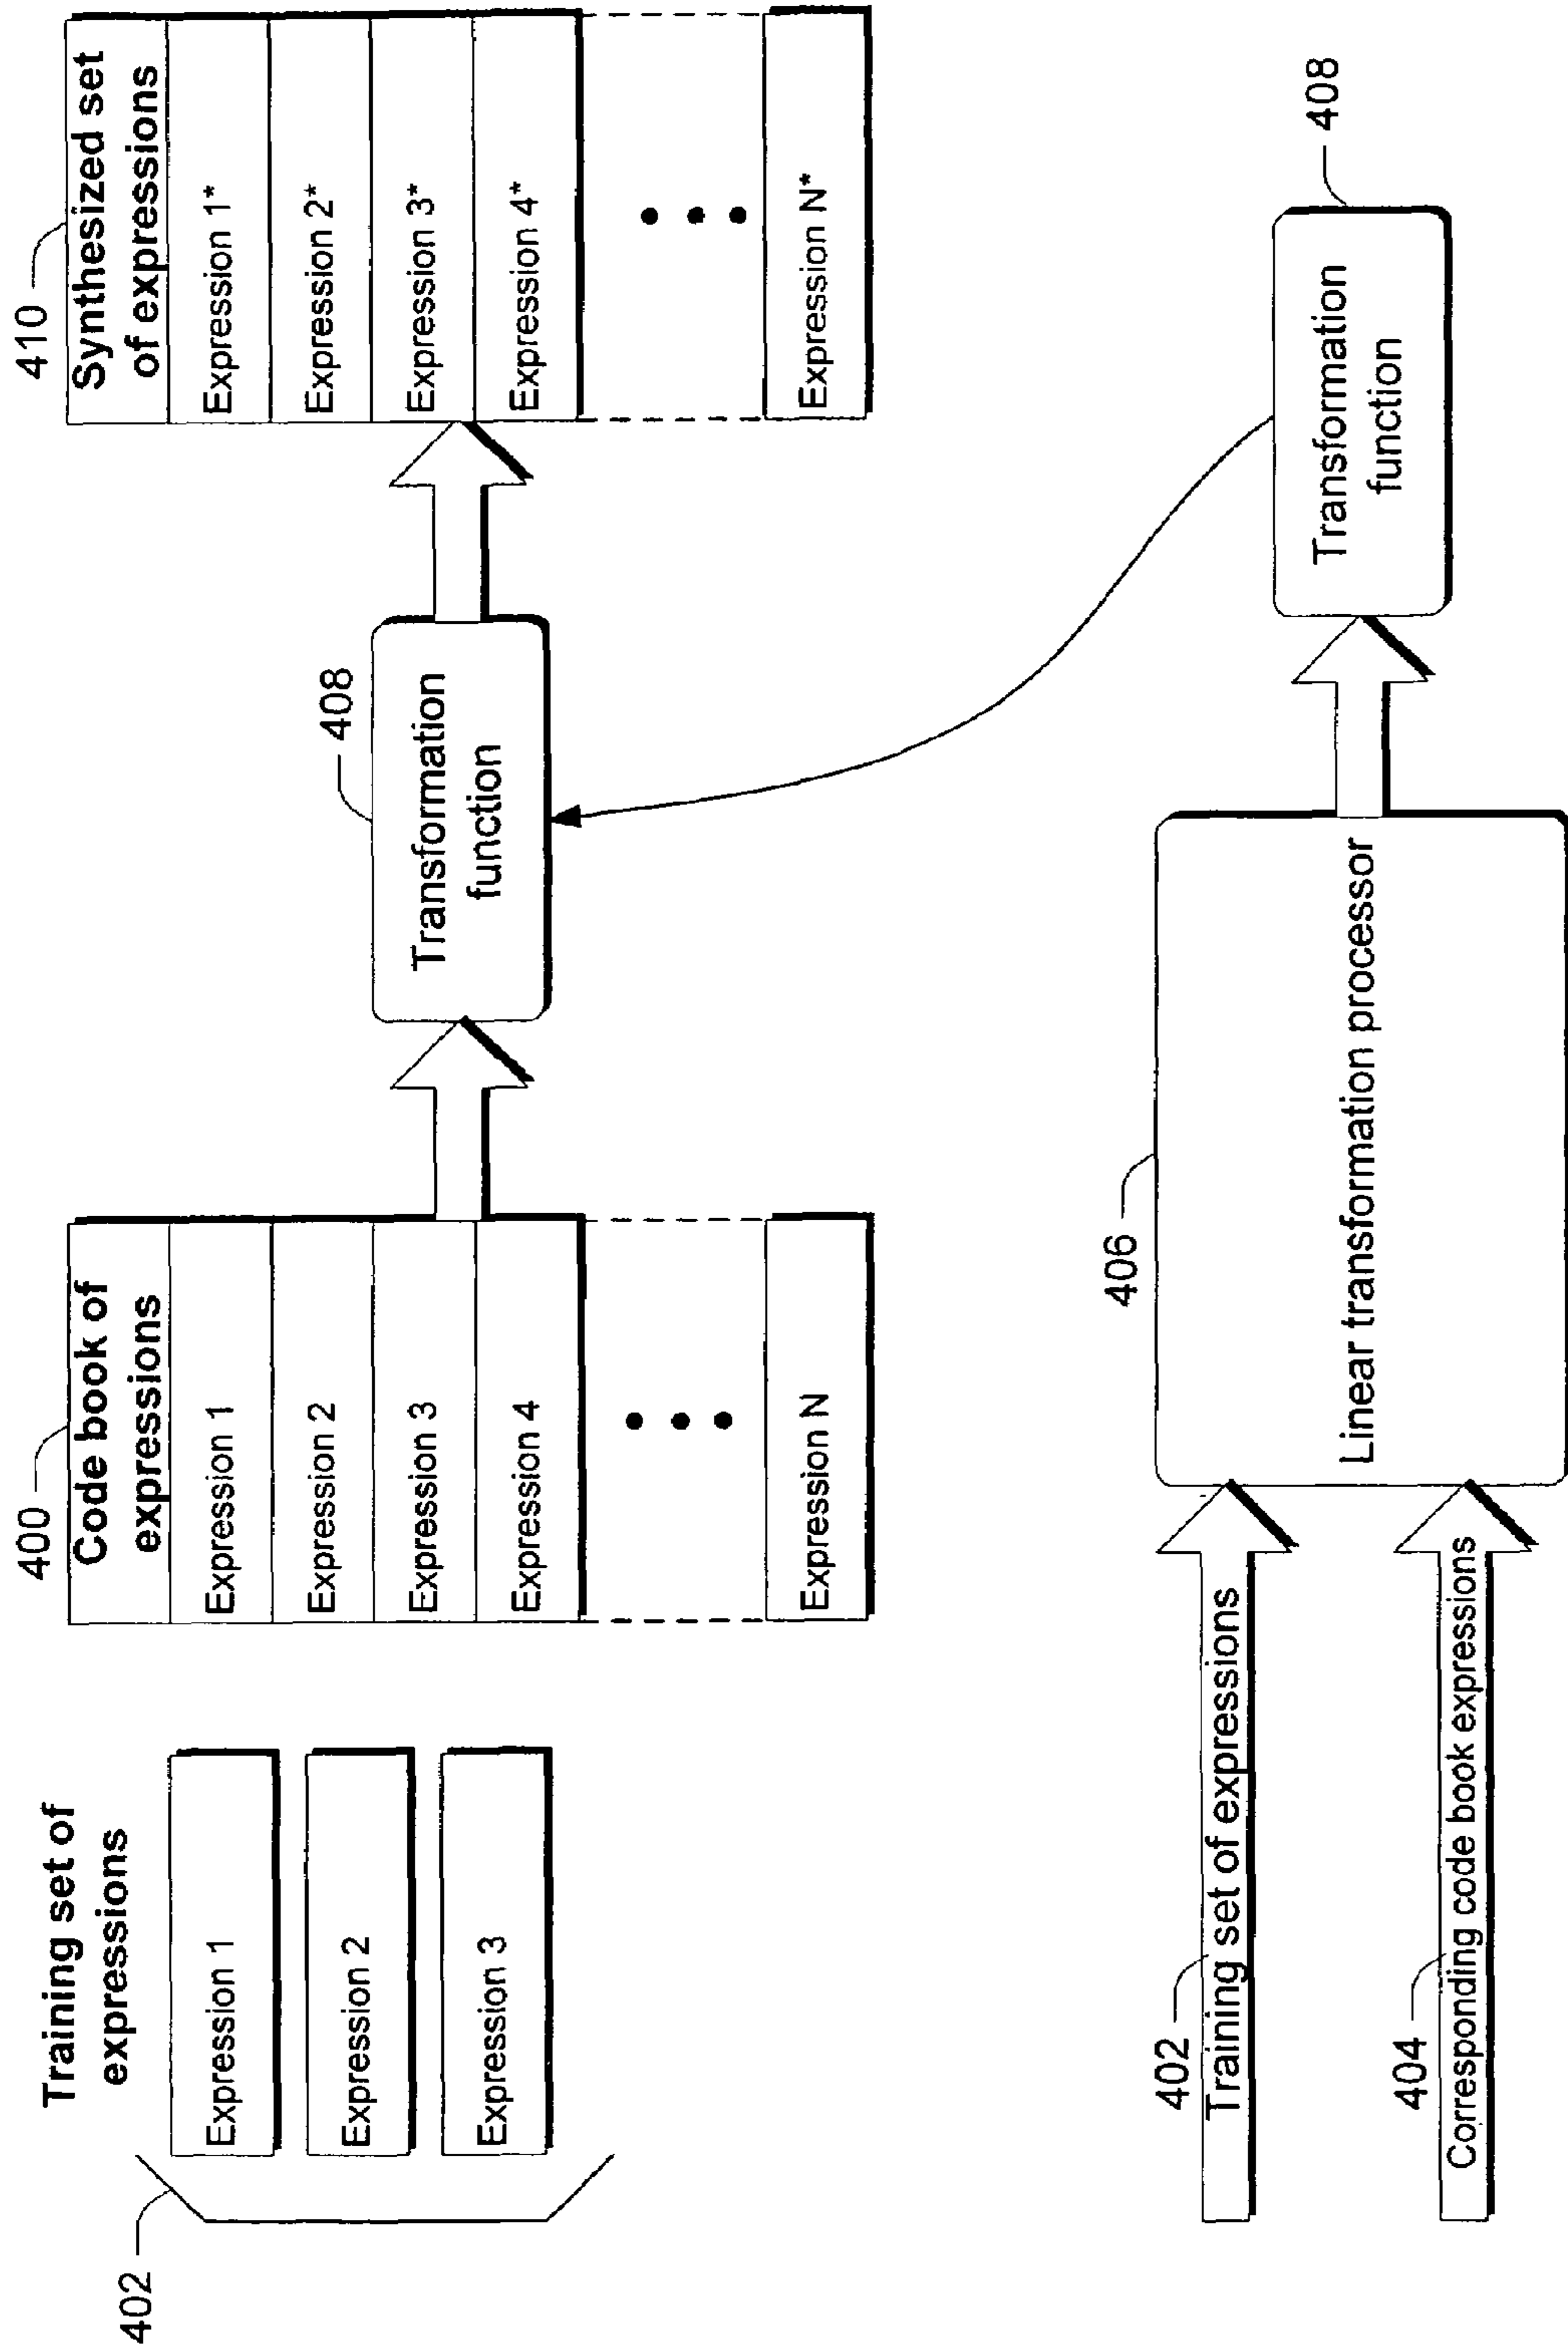 Training set of
expressions
402
Expression 1
Expression 2
Expression 3
400
Code book of
expressions
Expression 1
Expression 2
Expression 3
Expression 4
Expression N
408
Transformation
function
410
Synthesized set
of expressions
Expression 1*
Expression 2*
Expression 3*
Expression 4*
Expression N*
402
Training set of expressions
404
Corresponding code book expressions
406
Linear transformation processor
Transformation
function
408